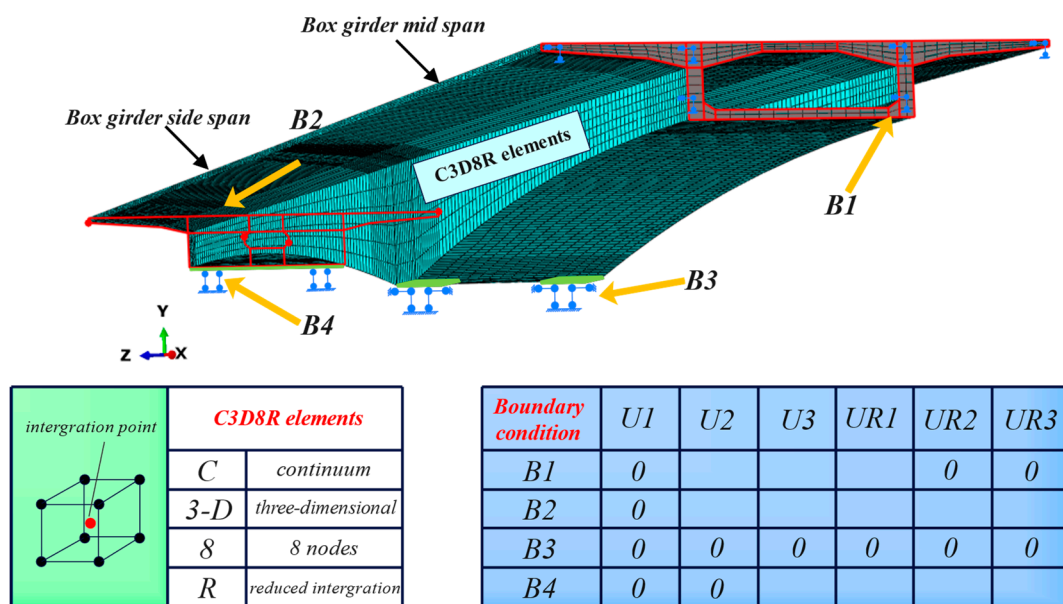 Box girder mid span
Box girder side span
B2
C3D8R elements
B1
B3
B4
Y
Z X
intergration point
C3D8R elements
C continuum
3-D three-dimensional
8 8 nodes
R reduced intergration
Boundary condition U1 U2 U3 UR1 UR2 UR3
B1 0 0 0
B2 0
B3 0 0 0 0 0 0
B4 0 0